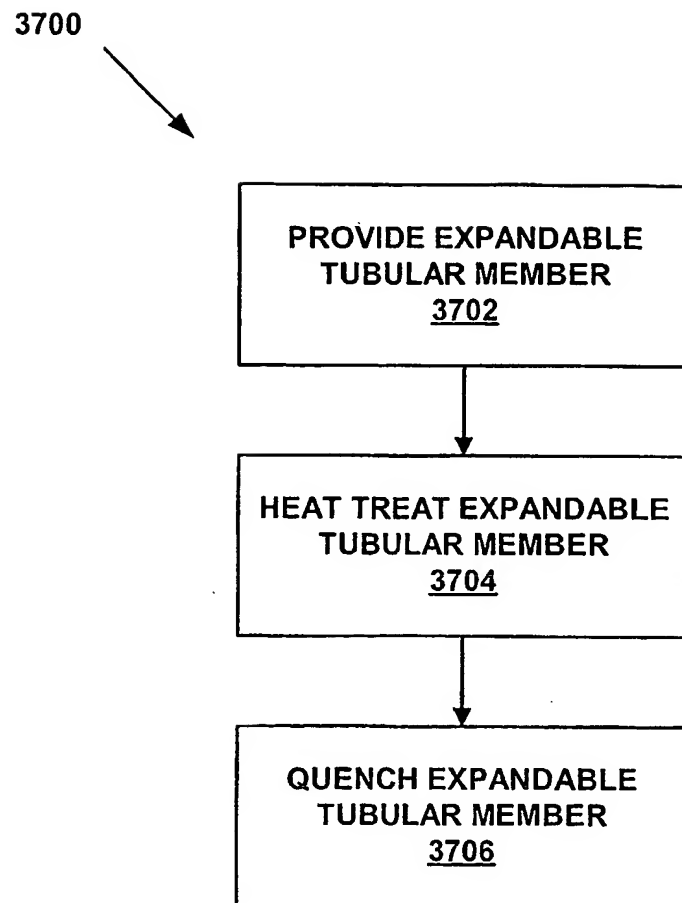 3700
PROVIDE EXPANDABLE
TUBULAR MEMBER
3702
HEAT TREAT EXPANDABLE
TUBULAR MEMBER
3704
QUENCH EXPANDABLE
TUBULAR MEMBER
3706